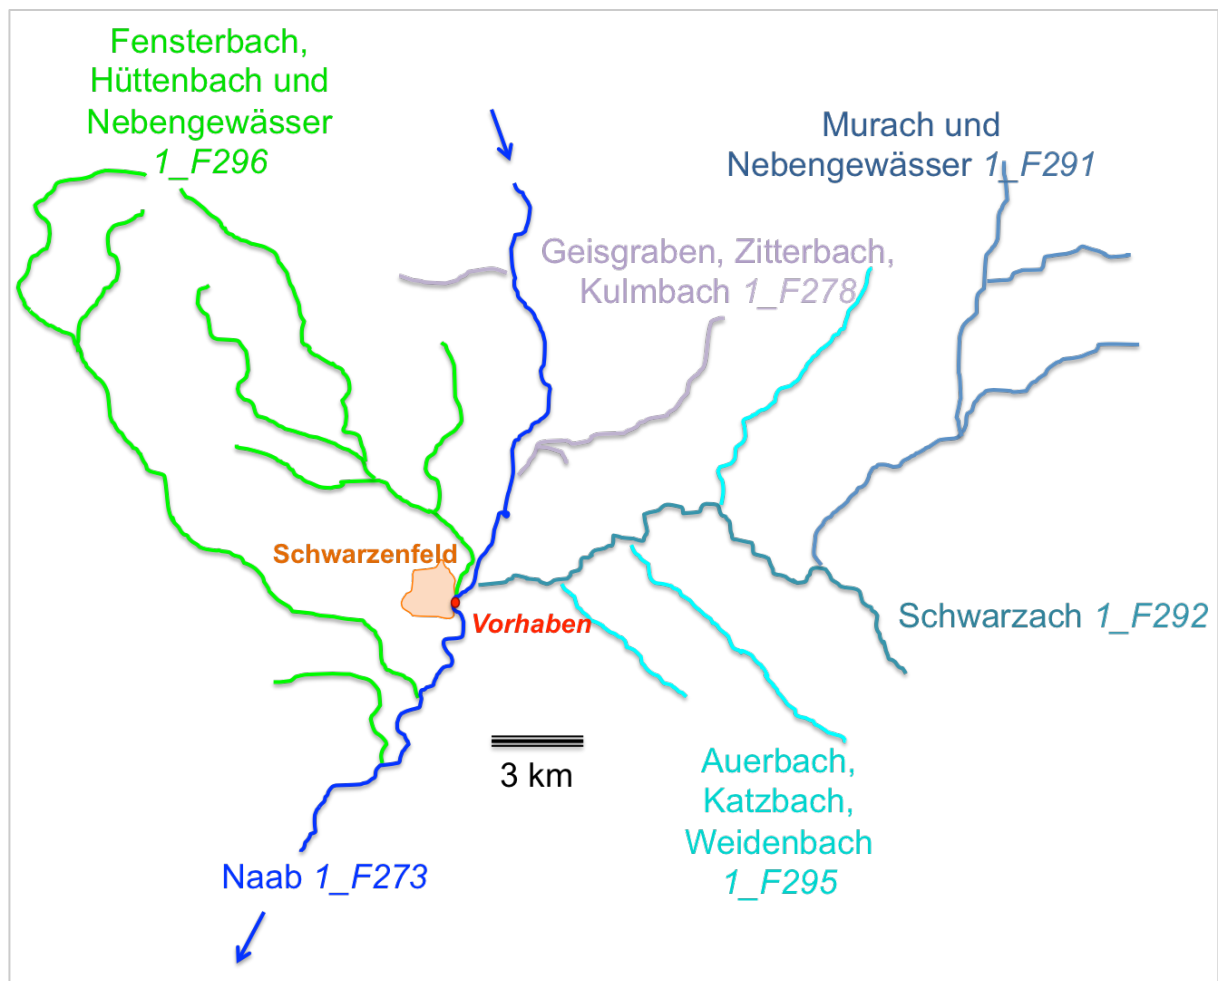 Fensterbach,
Hüttenbach und
Nebengewässer
1_F296
Murach und
Nebengewässer 1_F291
Geisgraben, Zitterbach,
Kulmbach 1_F278
Schwarzenfeld
Vorhaben
Schwarzach 1_F292
3 km
Auerbach,
Katzbach,
Weidenbach
1_F295
Naab 1_F273